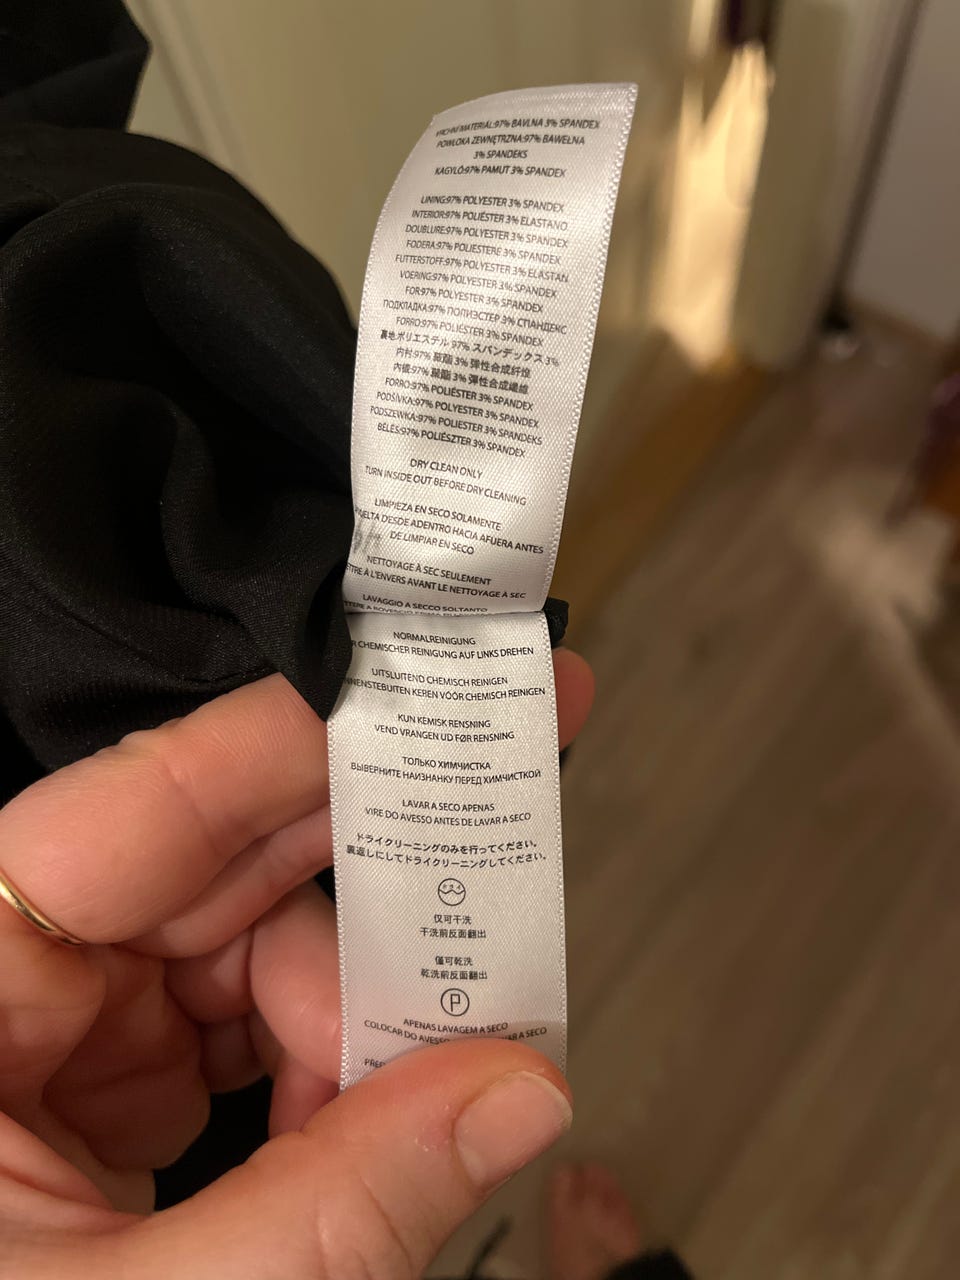 VRCHNÍ MATERIÁL:97% BAVLNA 3% SPANDEX
POWŁOKA ZEWNĘTRZNA:97% BAWEŁNA
3% SPANDEKS
KAGYLÓ:97% PAMUT 3% SPANDEX
LINING:97% POLYESTER 3% SPANDEX
INTERIOR:97% POLIÉSTER 3% ELASTANO
DOUBLURE:97% POLYESTER 3% SPANDEX
FODERA:97% POLIESTERE 3% SPANDEX
FUTTERSTOFF:97% POLYESTER 3% ELASTAN
VOERING:97% POLYESTER 3% SPANDEX
FOR:97% POLYESTER 3% SPANDEX
ПОДКЛАДКА:97% ПОЛИЭСТЕР 3% СПАНДЕКС
FORRO:97% POLIÉSTER 3% SPANDEX
裏地:ポリエステル 97% スパンデックス 3%
内衬:97% 聚酯 3% 弹性合成纤维
內襯:97% 聚酯 3% 彈性合成纖維
FORRO:97% POLIÉSTER 3% SPANDEX
PODŠÍVKA:97% POLYESTER 3% SPANDEX
PODSZEWKA:97% POLYESTER 3% SPANDEKS
BÉLÉS:97% POLIÉSZTER 3% SPANDEX
DRY CLEAN ONLY
TURN INSIDE OUT BEFORE DRY CLEANING
LIMPIEZA EN SECO SOLAMENTE
DESDE ADENTRO HACIA AFUERA ANTES
DE LIMPIAR EN SECO
NETTOYAGE À SEC SEULEMENT
À L'ENVERS AVANT LE NETTOYAGE À SEC
LAVAGGIO A SECCO SOLTANTO
A ROVESCIO PRIMA
NORMALREINIGUNG
CHEMISCHER REINIGUNG AUF LINKS DREHEN
UITSLUITEND CHEMISCH REINIGEN
KEREN VÓÓR CHEMISCH REINIGEN
KUN KEMISK RENSNING
VEND VRANGEN UD FØR RENSNING
ТОЛЬКО ХИМЧИСТКА
ВЫВЕРНИТЕ НАИЗНАНКУ ПЕРЕД ХИМЧИСТКОЙ
LAVAR A SECO APENAS
VIRE DO AVESSO ANTES DE LAVAR A SECO
ドライクリーニングのみを行ってください。
裏返しにしてドライクリーニングしてください。
仅可干洗
干洗前反面翻出
僅可乾洗
乾洗前反面翻出
P
APENAS LAVAGEM A SECO
COLOCAR DO A SECO